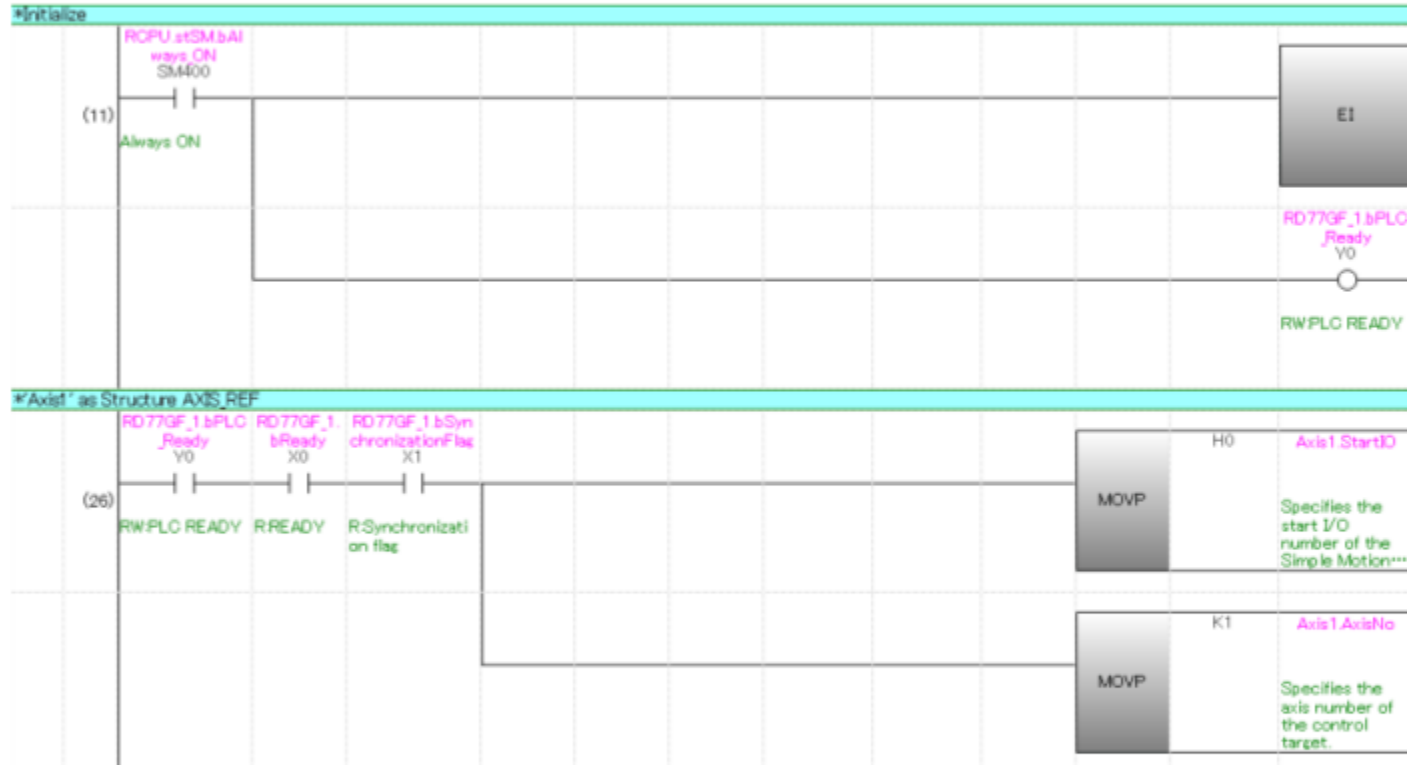 *Initialize
RCPU.stSM.bAl
ways_ON
SM400
(11)
EI
Always ON
RD77GF_1.bPLC
_Ready
Y0
RW:PLC READY
*'Axis1' as Structure AXIS_REF
RD77GF_1.bPLC
_Ready
Y0
RD77GF_1.
bReady
X0
RD77GF_1.bSyn
chronizationFlag
X1
H0
Axis1.StartIO
(26)
MOVP
RW:PLC READY
R:READY
R:Synchronizati
on flag
Specifies the
start I/O
number of the
Simple Motion…
K1
Axis1.AxisNo
MOVP
Specifies the
axis number of
the control
target.